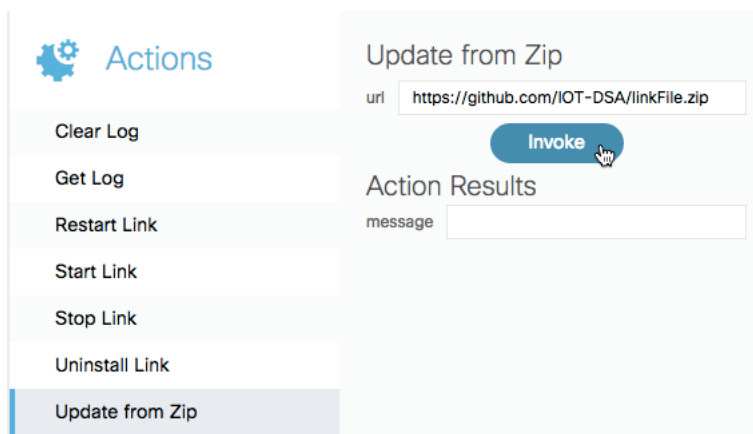 Actions
Clear Log
Get Log
Restart Link
Start Link
Stop Link
Uninstall Link
Update from Zip
Update from Zip
url https://github.com/IOT-DSA/linkFile.zip
Invoke
Action Results
message